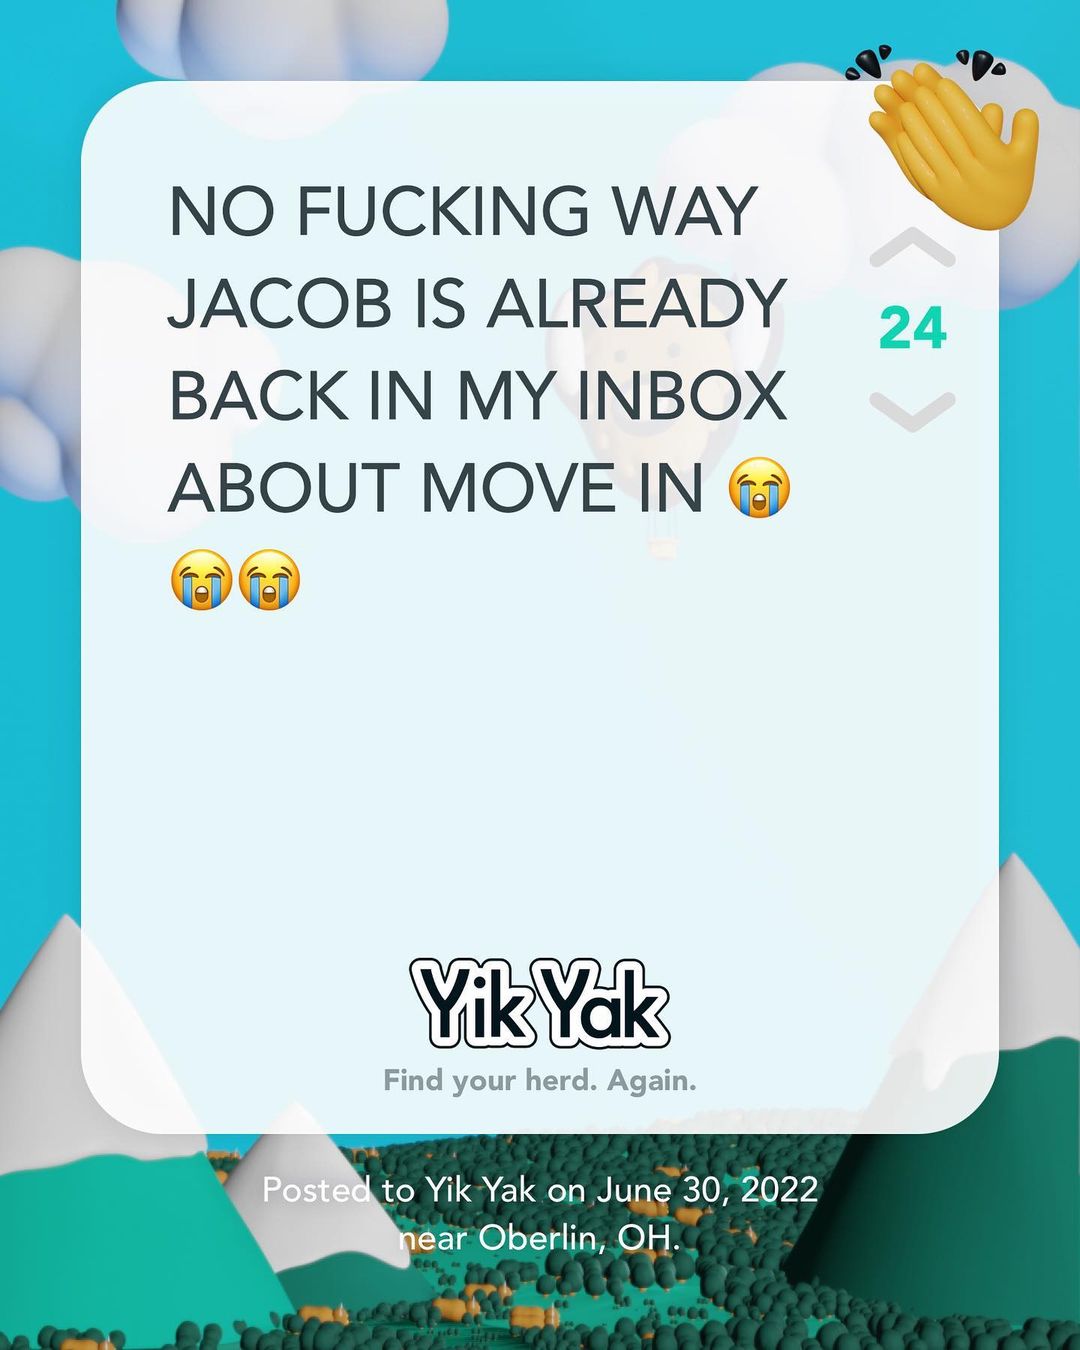 NO FUCKING WAY
JACOB IS ALREADY
BACK IN MY INBOX
ABOUT MOVE IN 😭
😭😭
24
Yik Yak
Find your herd. Again.
Posted to Yik Yak on June 30, 2022
near Oberlin, OH.